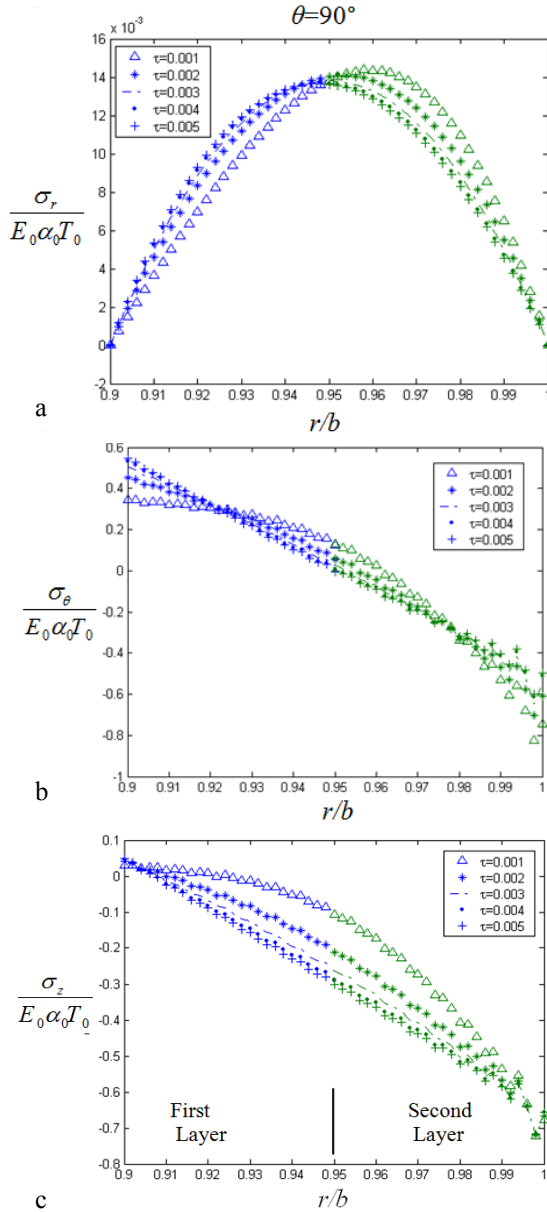 θ=90°
× 10⁻³
16
14
12
10
8
6
4
2
0
-2
τ=0.001
τ=0.002
τ=0.003
τ=0.004
τ=0.005
σr
E0α0T0
0.9 0.91 0.92 0.93 0.94 0.95 0.96 0.97 0.98 0.99 1
a
r/b
0.6
0.4
0.2
0
-0.2
-0.4
-0.6
-0.8
-1
τ=0.001
τ=0.002
τ=0.003
τ=0.004
τ=0.005
σθ
E0α0T0
0.9 0.91 0.92 0.93 0.94 0.95 0.96 0.97 0.98 0.99 1
b
r/b
0.1
0
-0.1
-0.2
-0.3
-0.4
-0.5
-0.6
-0.7
-0.8
τ=0.001
τ=0.002
τ=0.003
τ=0.004
τ=0.005
σz
E0α0T0
First
Layer
Second
Layer
0.9 0.91 0.92 0.93 0.94 0.95 0.96 0.97 0.98 0.99 1
c
r/b